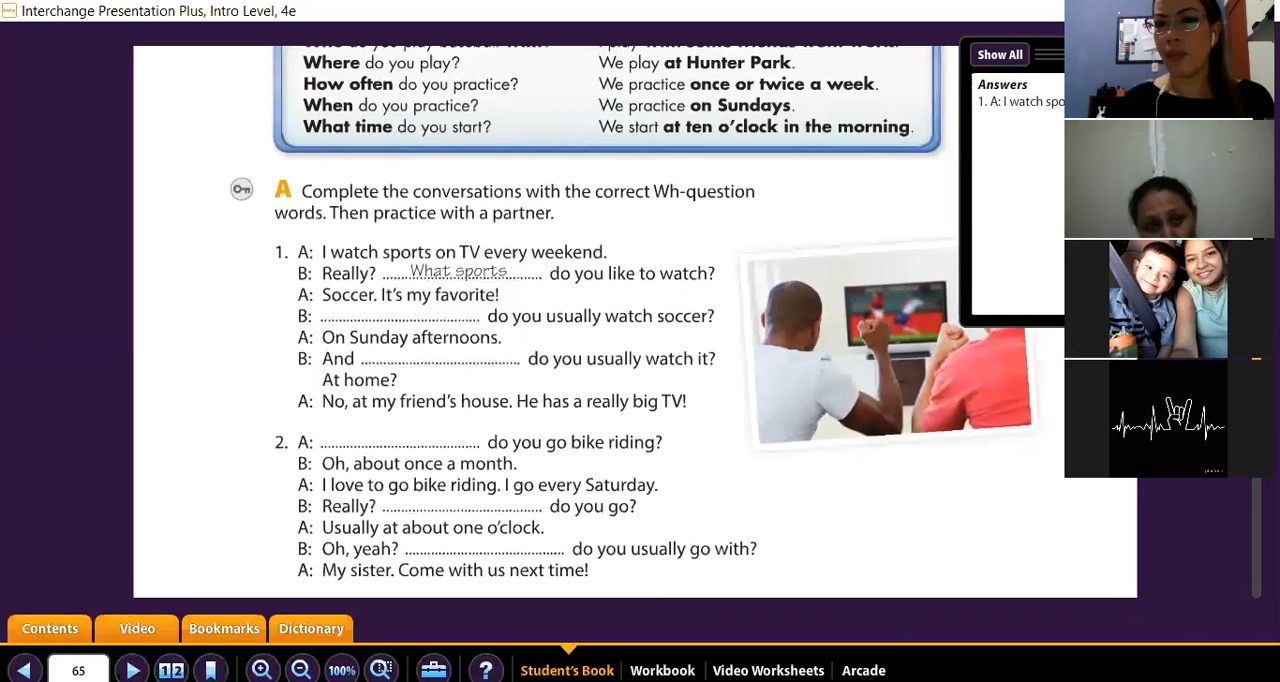 Interchange Presentation Plus, Intro Level, 4e
Where do you play? We play at Hunter Park.
How often do you practice? We practice once or twice a week.
When do you practice? We practice on Sundays.
What time do you start? We start at ten o'clock in the morning.
A Complete the conversations with the correct Wh-question
words. Then practice with a partner.
1. A: I watch sports on TV every weekend.
B: Really? What sports do you like to watch?
A: Soccer. It's my favorite!
B: ........................................ do you usually watch soccer?
A: On Sunday afternoons.
B: And ........................................ do you usually watch it?
At home?
A: No, at my friend's house. He has a really big TV!
2. A: ........................................ do you go bike riding?
B: Oh, about once a month.
A: I love to go bike riding. I go every Saturday.
B: Really? ........................................ do you go?
A: Usually at about one o'clock.
B: Oh, yeah? ........................................ do you usually go with?
A: My sister. Come with us next time!
Show All
Answers
1. A: I watch spo
Contents Video Bookmarks Dictionary
65 1 2 100% ? Student's Book Workbook Video Worksheets Arcade